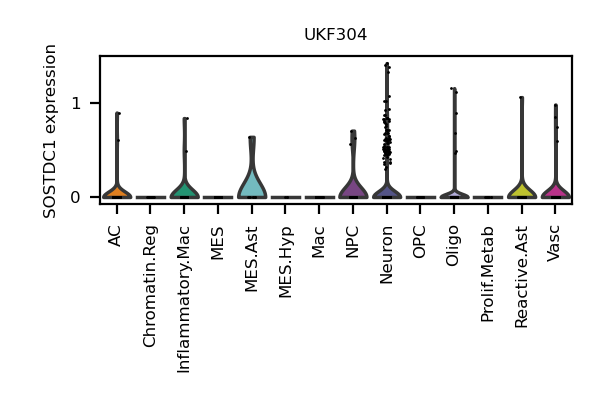 UKF304
SOSTDC1 expression
1
0
AC
Chromatin.Reg
Inflammatory.Mac
MES
MES.Ast
MES.Hyp
Mac
NPC
Neuron
OPC
Oligo
Prolif.Metab
Reactive.Ast
Vasc